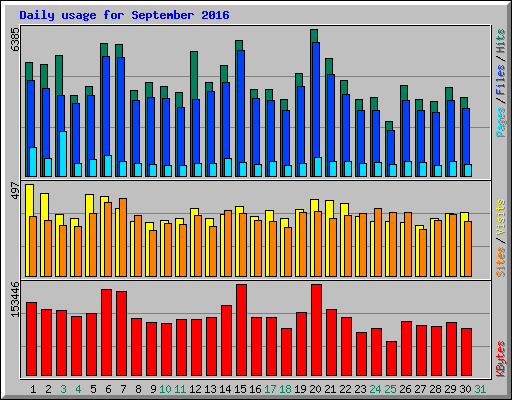 Daily usage for September 2016
6385
Pages / Files / Hits
497
Sites / Visits
153446
KBytes
1 2 3 4 5 6 7 8 9 10 11 12 13 14 15 16 17 18 19 20 21 22 23 24 25 26 27 28 29 30 31